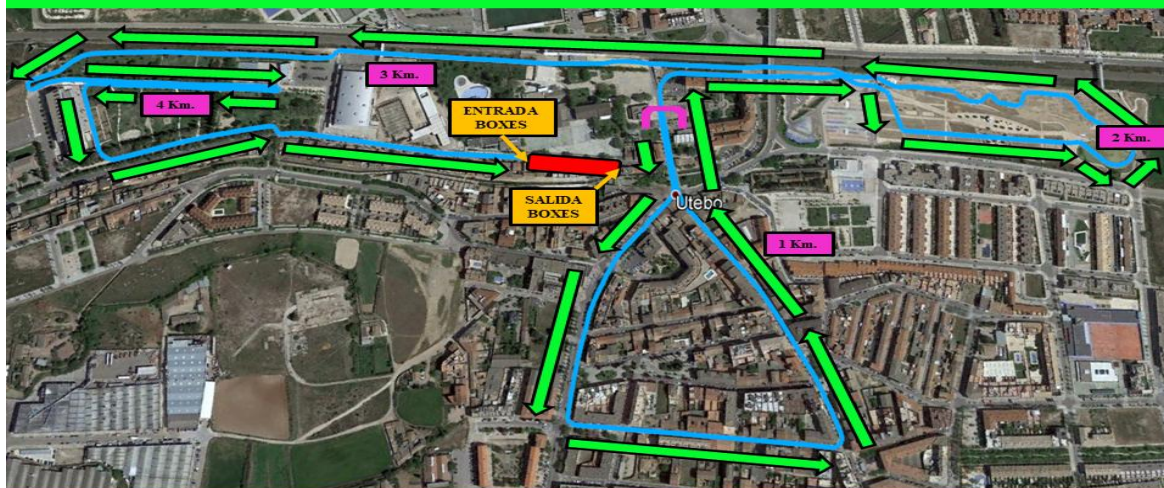 3 Km.
4 Km.
ENTRADA
BOXES
2 Km.
SALIDA
BOXES
Utebo
1 Km.